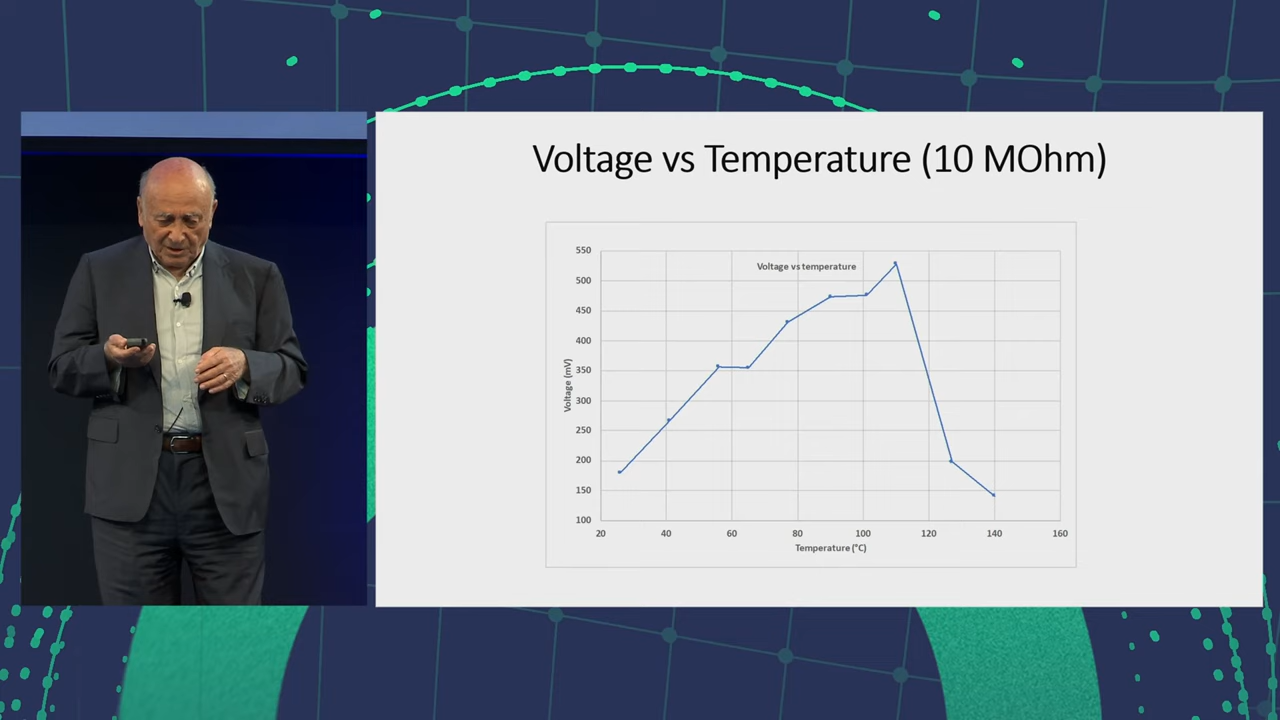 Voltage vs Temperature (10 MOhm)
Voltage vs temperature
550
500
450
400
350
300
250
200
150
100
Voltage (mV)
20 40 60 80 100 120 140 160
Temperature (°C)